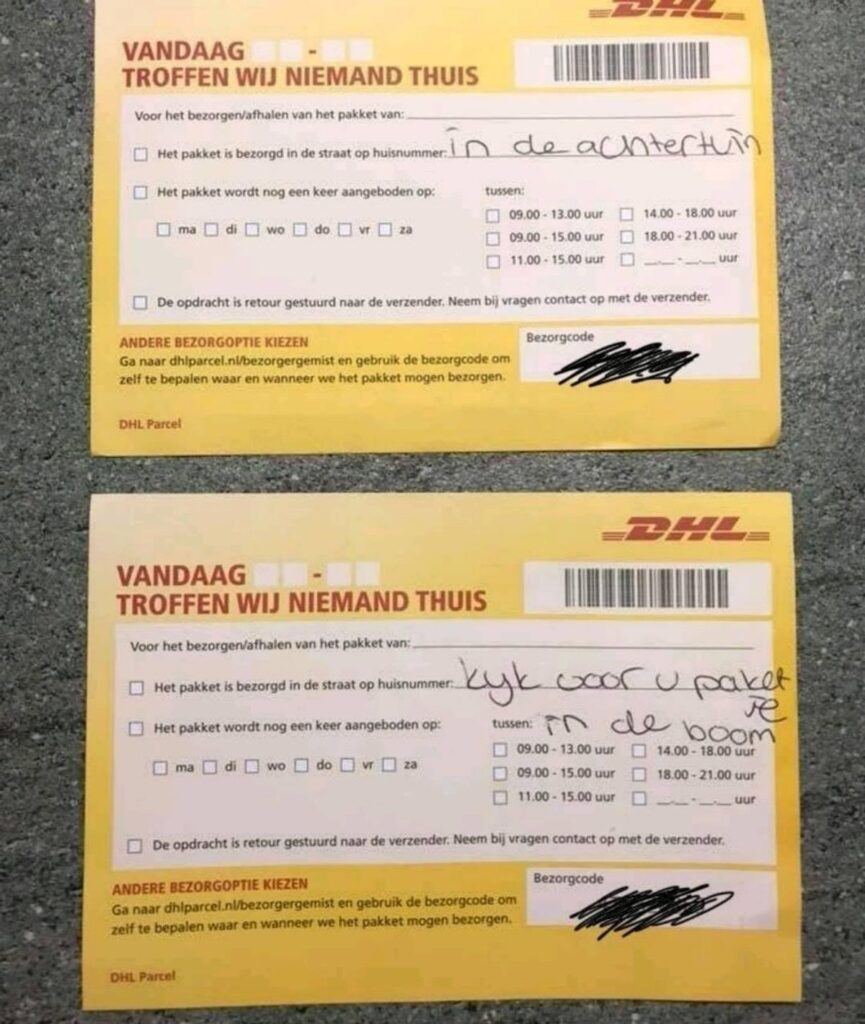 DHL
VANDAAG -
TROFFEN WIJ NIEMAND THUIS
Voor het bezorgen/afhalen van het pakket van:
Het pakket is bezorgd in de straat op huisnummer: in de achtertuin
Het pakket wordt nog een keer aangeboden op: tussen:
09.00 - 13.00 uur 14.00 - 18.00 uur
ma di wo do vr za 09.00 - 15.00 uur 18.00 - 21.00 uur
11.00 - 15.00 uur __.__ - __.__ uur
De opdracht is retour gestuurd naar de verzender. Neem bij vragen contact op met de verzender.
ANDERE BEZORGOPTIE KIEZEN
Ga naar dhlparcel.nl/bezorgergemist en gebruik de bezorgcode om
zelf te bepalen waar en wanneer we het pakket mogen bezorgen.
Bezorgcode
DHL Parcel
DHL
VANDAAG -
TROFFEN WIJ NIEMAND THUIS
Voor het bezorgen/afhalen van het pakket van:
Het pakket is bezorgd in de straat op huisnummer: kyk voor u paket
je
Het pakket wordt nog een keer aangeboden op: tussen: in de boom
09.00 - 13.00 uur 14.00 - 18.00 uur
ma di wo do vr za 09.00 - 15.00 uur 18.00 - 21.00 uur
11.00 - 15.00 uur __.__ - __.__ uur
De opdracht is retour gestuurd naar de verzender. Neem bij vragen contact op met de verzender.
ANDERE BEZORGOPTIE KIEZEN
Ga naar dhlparcel.nl/bezorgergemist en gebruik de bezorgcode om
zelf te bepalen waar en wanneer we het pakket mogen bezorgen.
Bezorgcode
DHL Parcel